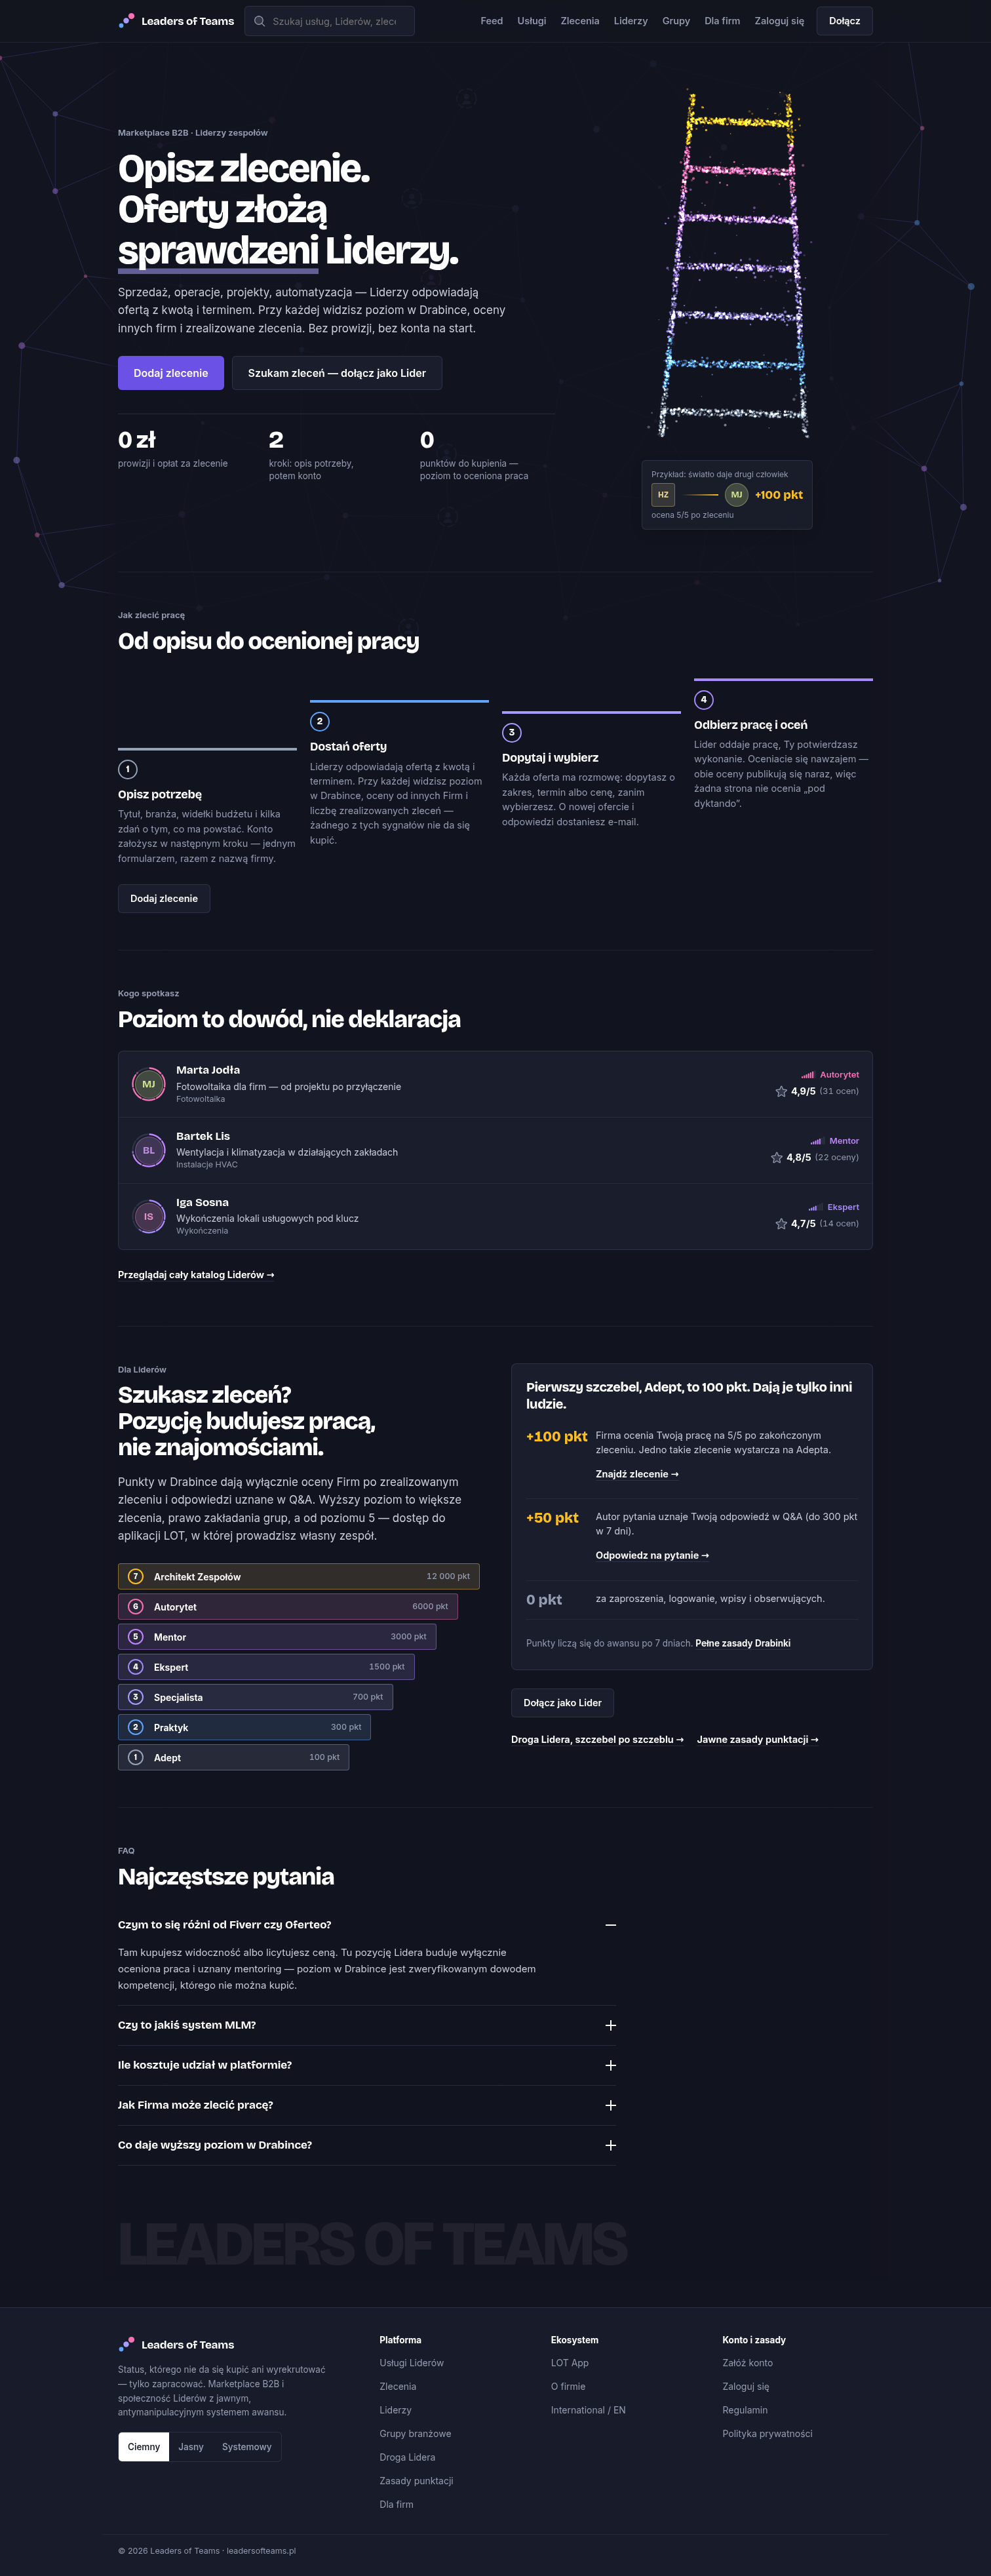 Leaders of Teams
Szukaj usług, Liderów, zlec
Feed
Usługi
Zlecenia
Liderzy
Grupy
Dla firm
Zaloguj się
Dołącz
Marketplace B2B · Liderzy zespołów
Opisz zlecenie.
Oferty złożą
sprawdzeni Liderzy.
Sprzedaż, operacje, projekty, automatyzacja — Liderzy odpowiadają
ofertą z kwotą i terminem. Przy każdej widzisz poziom w Drabince, oceny
innych firm i zrealizowane zlecenia. Bez prowizji, bez konta na start.
Dodaj zlecenie
Szukam zleceń — dołącz jako Lider
0 zł
prowizji i opłat za zlecenie
2
kroki: opis potrzeby,
potem konto
0
punktów do kupienia —
poziom to oceniona praca
Przykład: światło daje drugi człowiek
HZ
MJ
+100 pkt
ocena 5/5 po zleceniu
Jak zlecić pracę
Od opisu do ocenionej pracy
1
Opisz potrzebę
Tytuł, branża, widełki budżetu i kilka
zdań o tym, co ma powstać. Konto
założysz w następnym kroku — jednym
formularzem, razem z nazwą firmy.
2
Dostań oferty
Liderzy odpowiadają ofertą z kwotą i
terminem. Przy każdej widzisz poziom
w Drabince, oceny od innych Firm i
liczbę zrealizowanych zleceń —
żadnego z tych sygnałów nie da się
kupić.
3
Dopytaj i wybierz
Każda oferta ma rozmowę: dopytasz o
zakres, termin albo cenę, zanim
wybierzesz. O nowej ofercie i
odpowiedzi dostaniesz e-mail.
4
Odbierz pracę i oceń
Lider oddaje pracę, Ty potwierdzasz
wykonanie. Oceniacie się nawzajem —
obie oceny publikują się naraz, więc
żadna strona nie ocenia „pod
dyktando”.
Dodaj zlecenie
Kogo spotkasz
Poziom to dowód, nie deklaracja
MJ
Marta Jodła
Fotowoltaika dla firm — od projektu po przyłączenie
Fotowoltaika
Autorytet
4,9/5 (31 ocen)
BL
Bartek Lis
Wentylacja i klimatyzacja w działających zakładach
Instalacje HVAC
Mentor
4,8/5 (22 oceny)
IS
Iga Sosna
Wykończenia lokali usługowych pod klucz
Wykończenia
Ekspert
4,7/5 (14 ocen)
Przeglądaj cały katalog Liderów →
Dla Liderów
Szukasz zleceń?
Pozycję budujesz pracą,
nie znajomościami.
Punkty w Drabince dają wyłącznie oceny Firm po zrealizowanym
zleceniu i odpowiedzi uznane w Q&A. Wyższy poziom to większe
zlecenia, prawo zakładania grup, a od poziomu 5 — dostęp do
aplikacji LOT, w której prowadzisz własny zespół.
7 Architekt Zespołów 12 000 pkt
6 Autorytet 6000 pkt
5 Mentor 3000 pkt
4 Ekspert 1500 pkt
3 Specjalista 700 pkt
2 Praktyk 300 pkt
1 Adept 100 pkt
Pierwszy szczebel, Adept, to 100 pkt. Dają je tylko inni
ludzie.
+100 pkt
Firma ocenia Twoją pracę na 5/5 po zakończonym
zleceniu. Jedno takie zlecenie wystarcza na Adepta.
Znajdź zlecenie →
+50 pkt
Autor pytania uznaje Twoją odpowiedź w Q&A (do 300 pkt
w 7 dni).
Odpowiedz na pytanie →
0 pkt
za zaproszenia, logowanie, wpisy i obserwujących.
Punkty liczą się do awansu po 7 dniach. Pełne zasady Drabinki
Dołącz jako Lider
Droga Lidera, szczebel po szczeblu →
Jawne zasady punktacji →
FAQ
Najczęstsze pytania
Czym to się różni od Fiverr czy Oferteo?
Tam kupujesz widoczność albo licytujesz ceną. Tu pozycję Lidera buduje wyłącznie
oceniona praca i uznany mentoring — poziom w Drabince jest zweryfikowanym dowodem
kompetencji, którego nie można kupić.
Czy to jakiś system MLM?
Ile kosztuje udział w platformie?
Jak Firma może zlecić pracę?
Co daje wyższy poziom w Drabince?
LEADERS OF TEAMS
Leaders of Teams
Status, którego nie da się kupić ani wyrekrutować
— tylko zapracować. Marketplace B2B i
społeczność Liderów z jawnym,
antymanipulacyjnym systemem awansu.
Ciemny
Jasny
Systemowy
Platforma
Usługi Liderów
Zlecenia
Liderzy
Grupy branżowe
Droga Lidera
Zasady punktacji
Dla firm
Ekosystem
LOT App
O firmie
International / EN
Konto i zasady
Załóż konto
Zaloguj się
Regulamin
Polityka prywatności
© 2026 Leaders of Teams · leadersofteams.pl